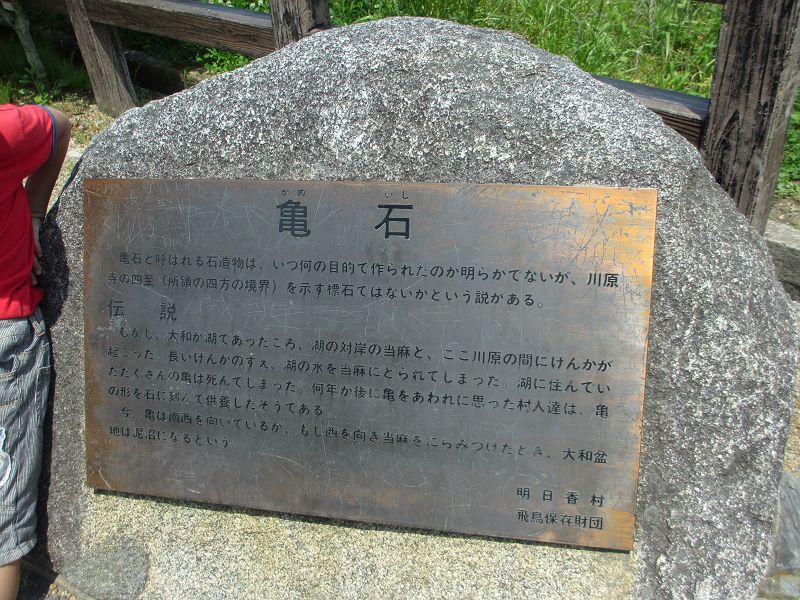 かめ いし
亀 石
亀石と呼ばれる石造物は、いつ何の目的で作られたのか明らかでないが、川原
寺の四至（所領の四方の境界）を示す標石ではないかという説がある。
伝 説
むかし、大和が湖であったころ、湖の対岸の当麻と、ここ川原の間にけんかが
起こった。長いけんかのすえ、湖の水を当麻にとられてしまった。湖に住んでい
たたくさんの亀は死んでしまった。何年か後に亀をあわれに思った村人達は、亀
の形を石に刻んで供養したそうである
今、亀は南西を向いているが、もし西を向き当麻をにらみつけたとき、大和盆
地は泥沼になるという。
明日香村
飛鳥保存財団